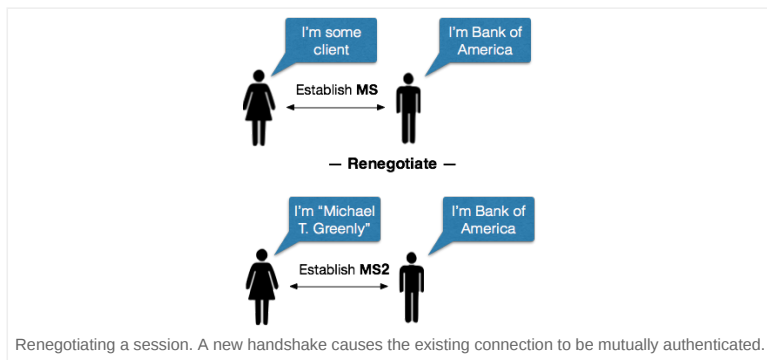 I'm some
client
I'm Bank of
America
Establish MS
— Renegotiate —
I'm “Michael
T. Greenly”
I'm Bank of
America
Establish MS2
Renegotiating a session. A new handshake causes the existing connection to be mutually authenticated.